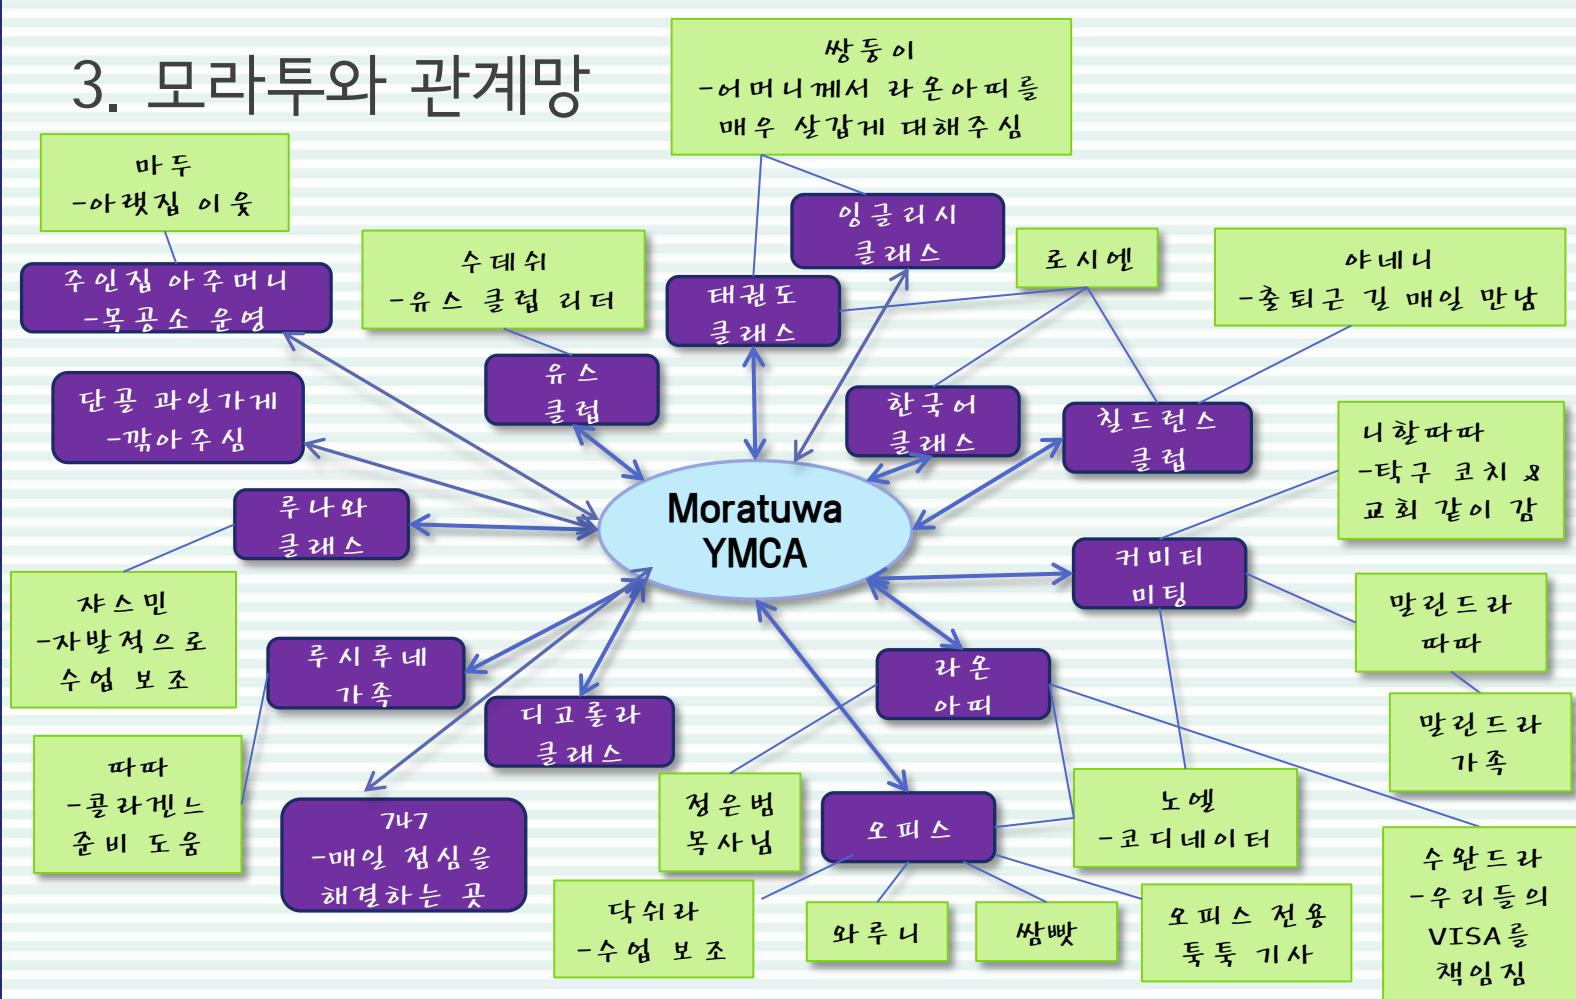 3. 모라투와 관계망
쌍둥이
-어머니께서 라온아띠를
매우 살갑게 대해주심
마두
-아랫집 이웃
잉글리시
클래스
주인집 아주머니
-목공소 운영
수데쉬
-유스 클럽 리더
태권도
클래스
로시엔
야네니
-출퇴근 길 매일 만남
단골 과일가게
-깎아주심
유스
클럽
한국어
클래스
칠드런스
클럽
니할따따
-탁구 코치 &
교회 같이 감
루나와
클래스
Moratuwa
YMCA
커미티
미팅
쟈스민
-자발적으로
수업 보조
말린드라
따따
루시루네
가족
라온
아띠
디고롤라
클래스
말린드라
가족
따따
-콜라겐느
준비 도움
747
-매일 점심을
해결하는 곳
정은범
목사님
오피스
노엘
-코디네이터
수완드라
-우리들의
VISA를
책임짐
닥쉬라
-수업 보조
와루니
쌈빳
오피스 전용
툭툭 기사